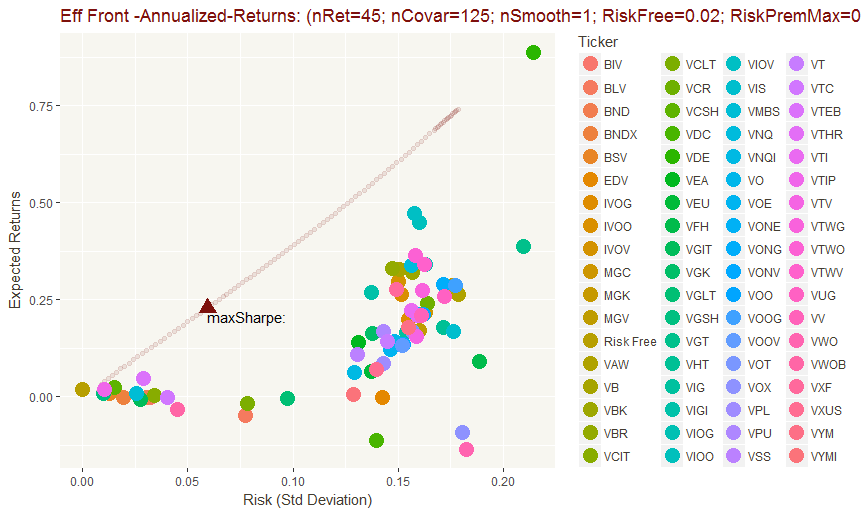 Eff Front -Annualized-Returns: (nRet=45; nCovar=125; nSmooth=1; RiskFree=0.02; RiskPremMax=0
Expected Returns
0.75
0.50
0.25
0.00
maxSharpe:
0.00 0.05 0.10 0.15 0.20
Risk (Std Deviation)
Ticker
BIV
BLV
BND
BNDX
BSV
EDV
IVOG
IVOO
IVOV
MGC
MGK
MGV
Risk Free
VAW
VB
VBK
VBR
VCIT
VCLT
VCR
VCSH
VDC
VDE
VEA
VEU
VFH
VGIT
VGK
VGLT
VGSH
VGT
VHT
VIG
VIGI
VIOG
VIOO
VIOV
VIS
VMBS
VNQ
VNQI
VO
VOE
VONE
VONG
VONV
VOO
VOOG
VOOV
VOT
VOX
VPL
VPU
VSS
VT
VTC
VTEB
VTHR
VTI
VTIP
VTV
VTWG
VTWO
VTWV
VUG
VV
VWO
VWOB
VXF
VXUS
VYM
VYMI